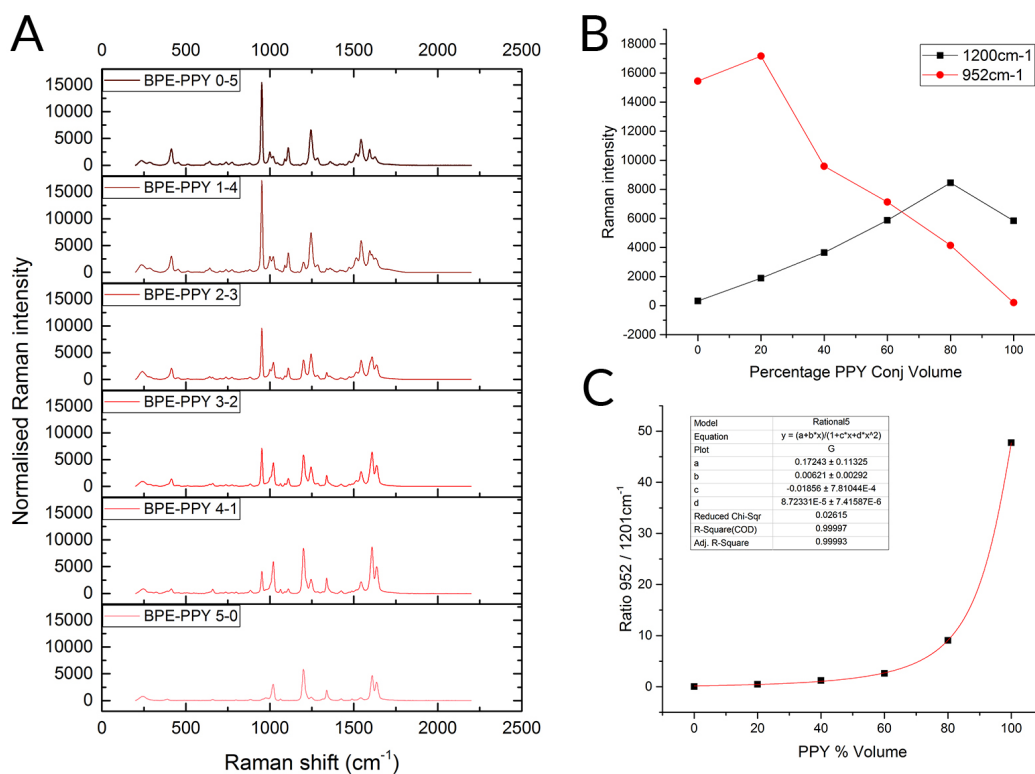 A
0 500 1000 1500 2000 2500
BPE-PPY 0-5
15000
10000
5000
0
BPE-PPY 1-4
15000
10000
5000
0
BPE-PPY 2-3
15000
10000
5000
0
BPE-PPY 3-2
15000
10000
5000
0
BPE-PPY 4-1
15000
10000
5000
0
BPE-PPY 5-0
15000
10000
5000
0
0 500 1000 1500 2000 2500
Normalised Raman intensity
Raman shift (cm-1)
B
18000
16000
14000
12000
10000
8000
6000
4000
2000
0
-2000
1200cm-1
952cm-1
Raman intensity
0 20 40 60 80 100
Percentage PPY Conj Volume
C
50
40
30
20
10
0
Model Rational5
Equation y = (a+b*x)/(1+c*x+d*x^2)
Plot G
a 0.17243 ± 0.11325
b 0.00621 ± 0.00292
c -0.01856 ± 7.81044E-4
d 8.72331E-5 ± 7.41587E-6
Reduced Chi-Sqr 0.02615
R-Square(COD) 0.99997
Adj. R-Square 0.99993
Ratio 952 / 1201cm-1
0 20 40 60 80 100
PPY % Volume